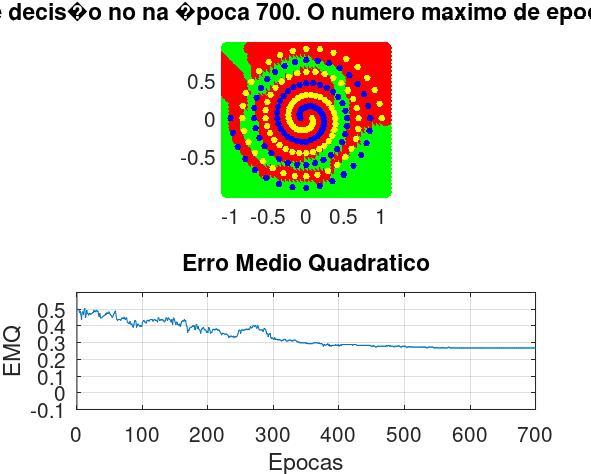 e decis�o no na �poca 700. O numero maximo de epoc
0.5
0
-0.5
-1 -0.5 0 0.5 1
Erro Medio Quadratico
EMQ
0.5
0.4
0.3
0.2
0.1
0
-0.1
0 100 200 300 400 500 600 700
Epocas